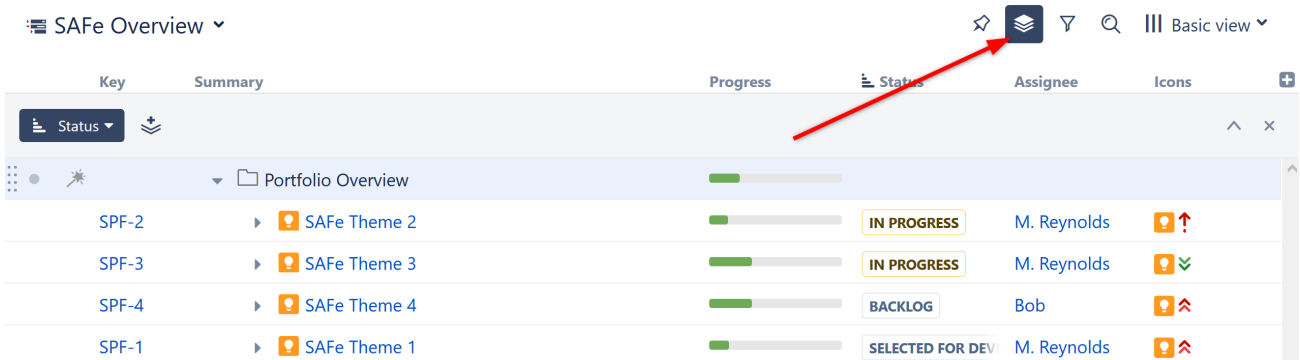 SAFe Overview Basic view
Key Summary Progress Status Assignee Icons
Status
Portfolio Overview
SPF-2 SAFe Theme 2 IN PROGRESS M. Reynolds
SPF-3 SAFe Theme 3 IN PROGRESS M. Reynolds
SPF-4 SAFe Theme 4 BACKLOG Bob
SPF-1 SAFe Theme 1 SELECTED FOR DEV M. Reynolds